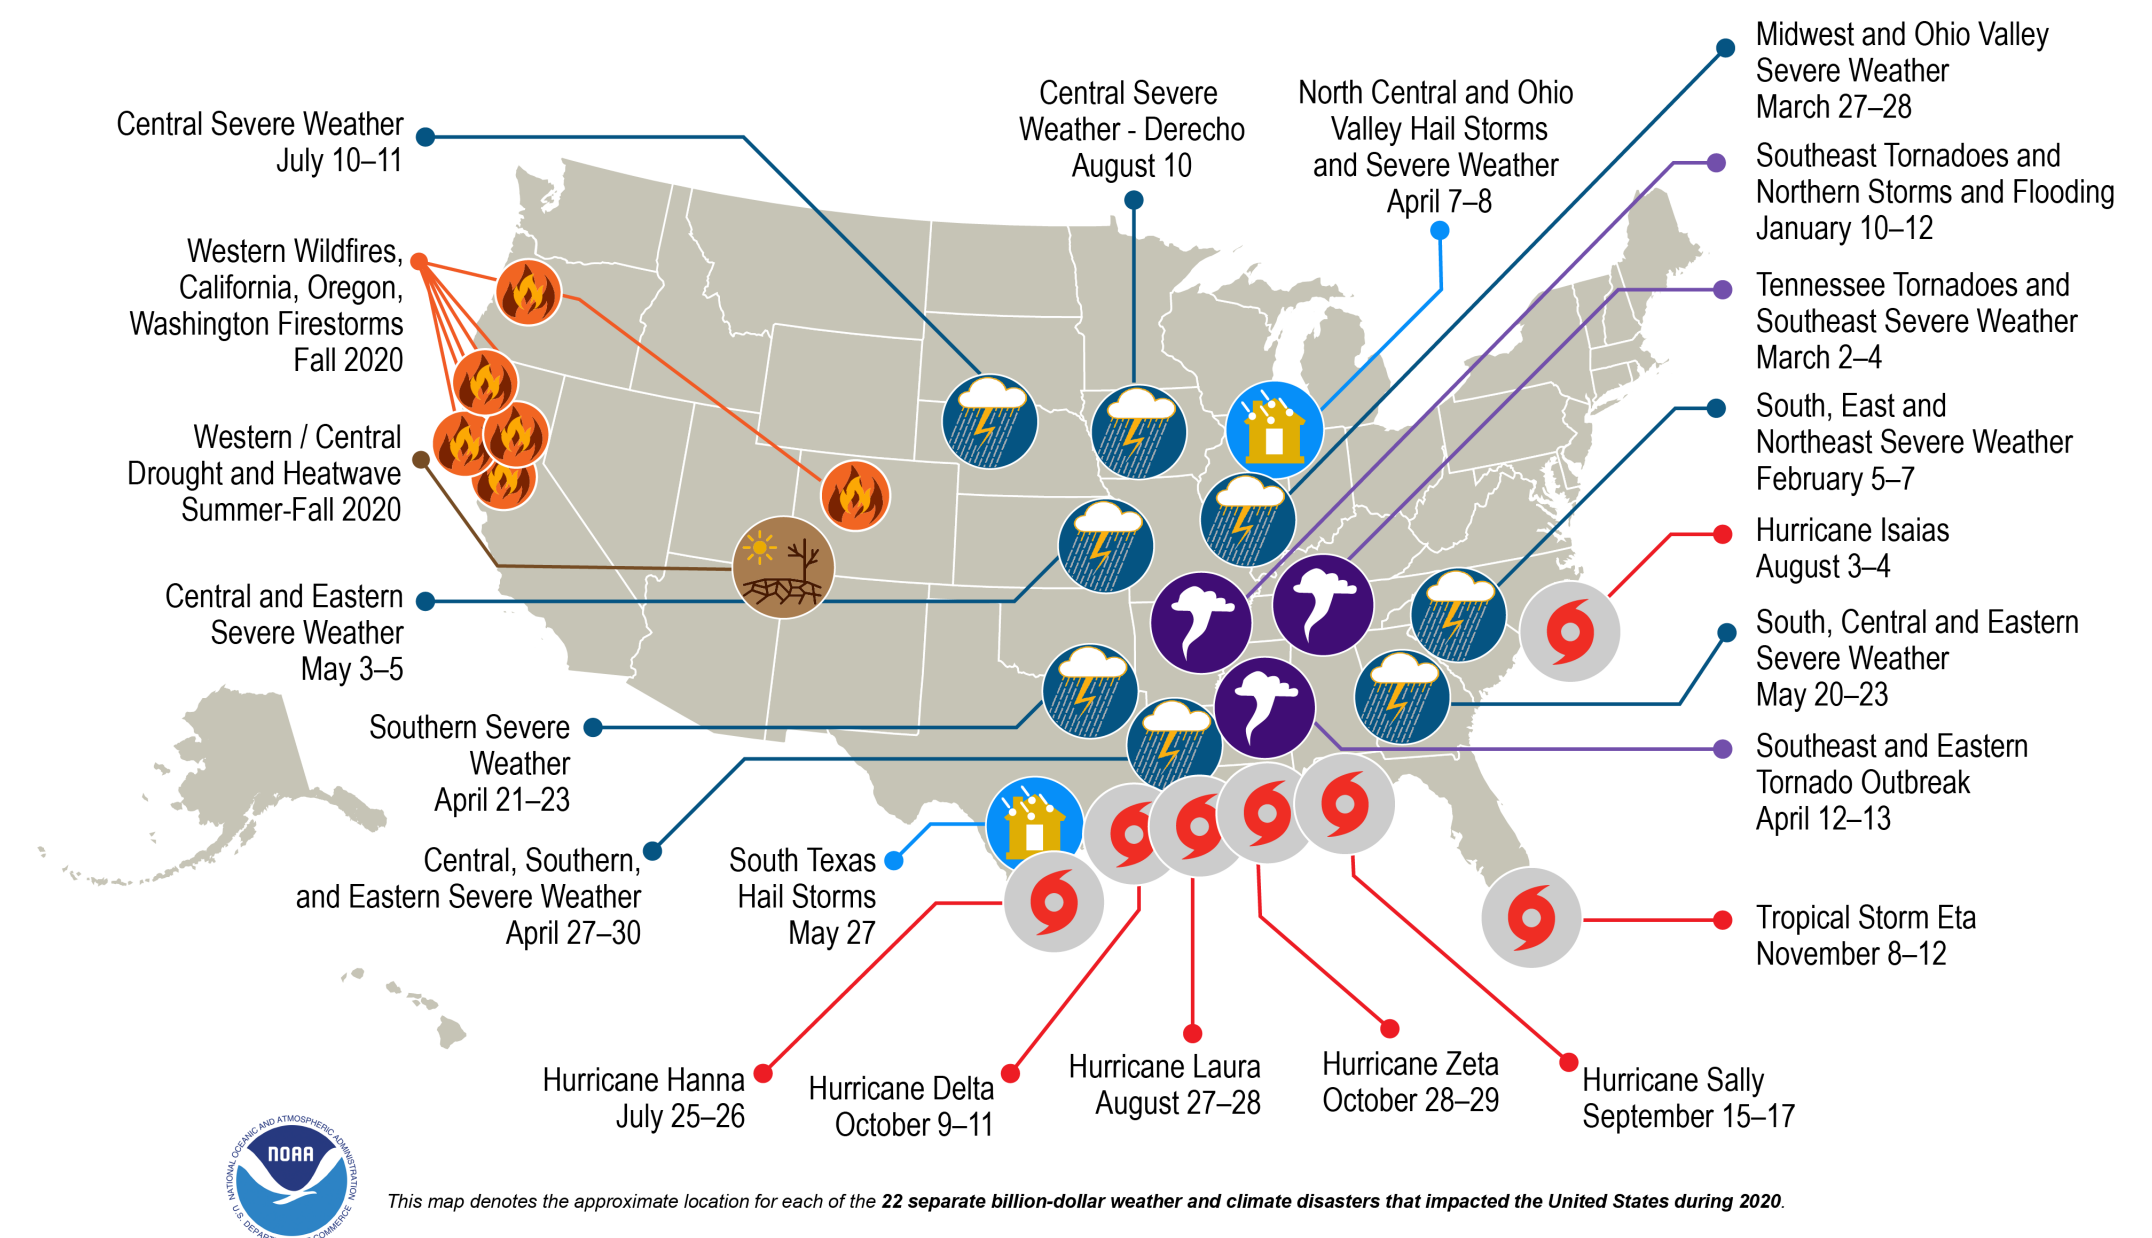 Central Severe Weather
July 10–11
Western Wildfires,
California, Oregon,
Washington Firestorms
Fall 2020
Western / Central
Drought and Heatwave
Summer-Fall 2020
Central and Eastern
Severe Weather
May 3–5
Southern Severe
Weather
April 21–23
Central, Southern,
and Eastern Severe Weather
April 27–30
South Texas
Hail Storms
May 27
Central Severe
Weather - Derecho
August 10
North Central and Ohio
Valley Hail Storms
and Severe Weather
April 7–8
Midwest and Ohio Valley
Severe Weather
March 27–28
Southeast Tornadoes and
Northern Storms and Flooding
January 10–12
Tennessee Tornadoes and
Southeast Severe Weather
March 2–4
South, East and
Northeast Severe Weather
February 5–7
Hurricane Isaias
August 3–4
South, Central and Eastern
Severe Weather
May 20–23
Southeast and Eastern
Tornado Outbreak
April 12–13
Tropical Storm Eta
November 8–12
Hurricane Hanna
July 25–26
Hurricane Delta
October 9–11
Hurricane Laura
August 27–28
Hurricane Zeta
October 28–29
Hurricane Sally
September 15–17
NATIONAL OCEANIC AND ATMOSPHERIC ADMINISTRATION
NOAA
This map denotes the approximate location for each of the 22 separate billion-dollar weather and climate disasters that impacted the United States during 2020.